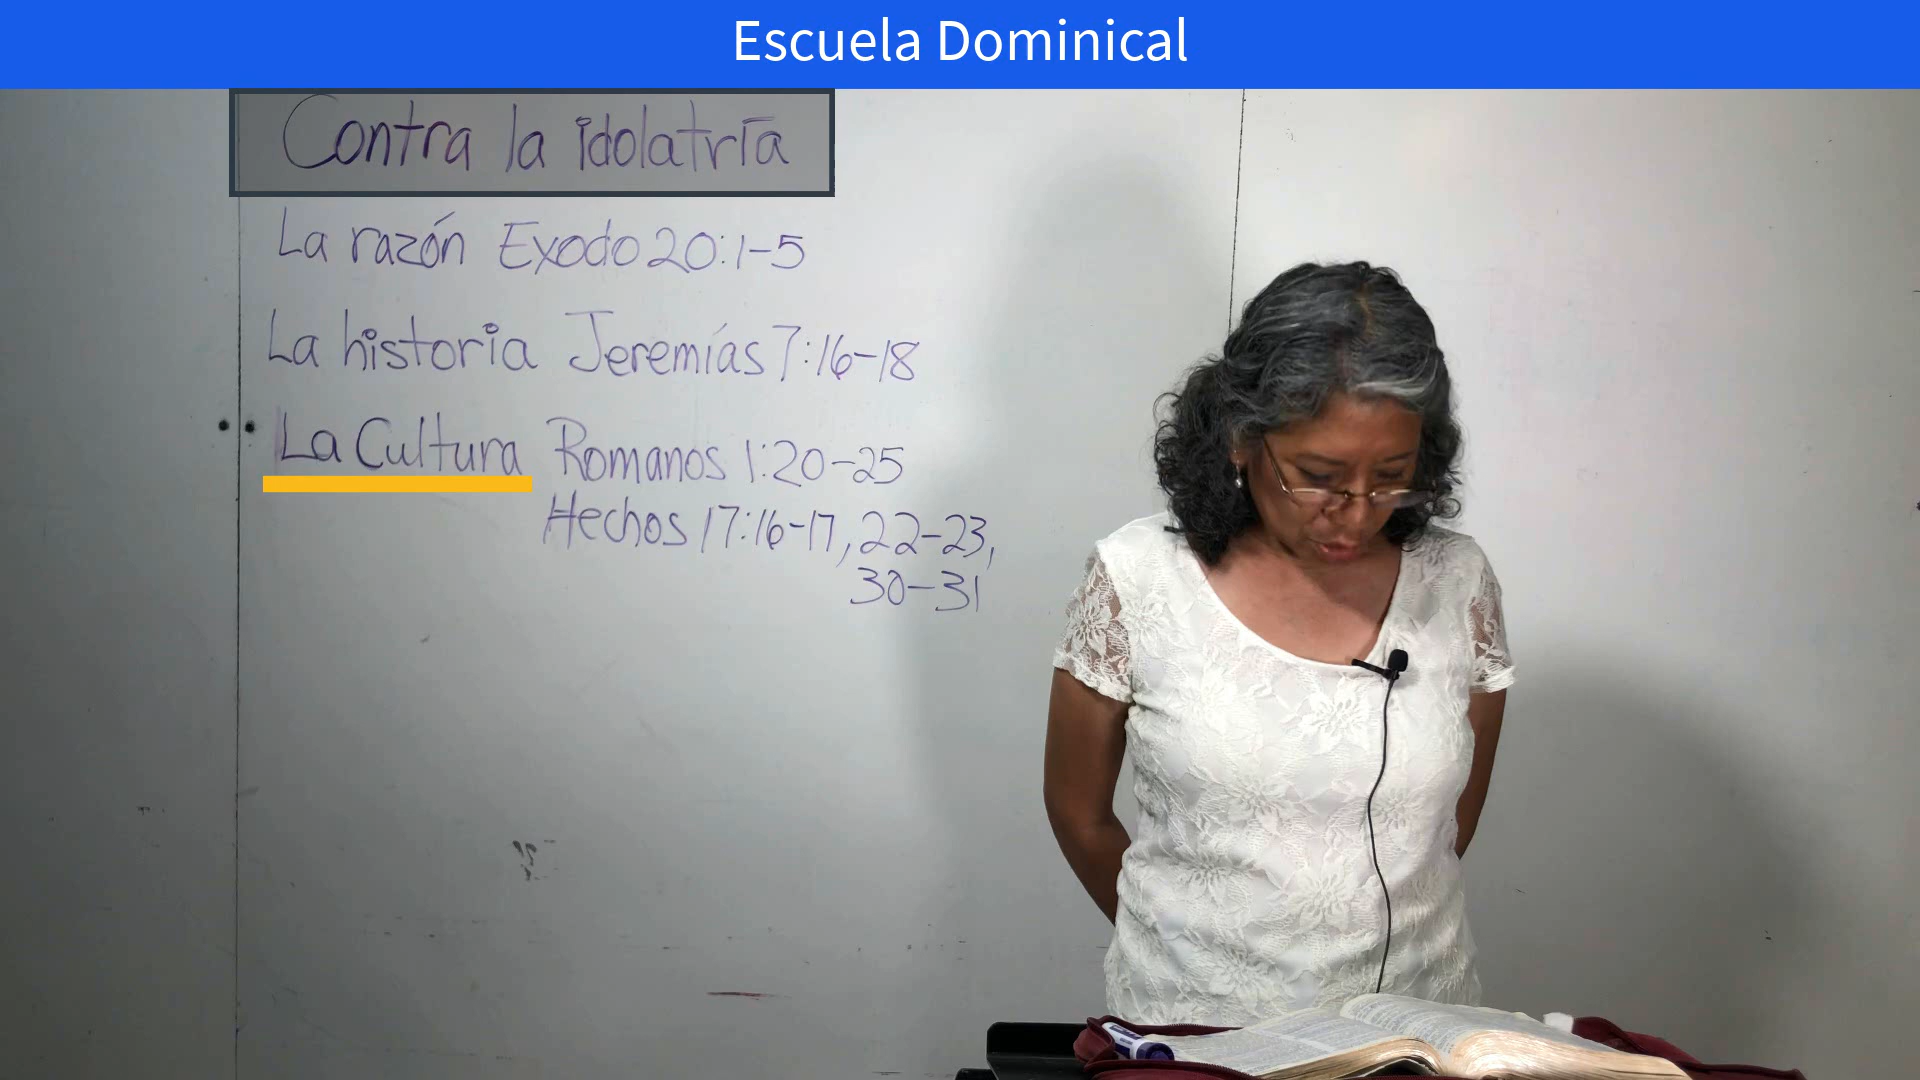 Escuela Dominical
Contra la idolatría
La razón Exodo 20:1-5
La historia Jeremías 7:16-18
La Cultura Romanos 1:20-25
Hechos 17:16-17, 22-23,
30-31